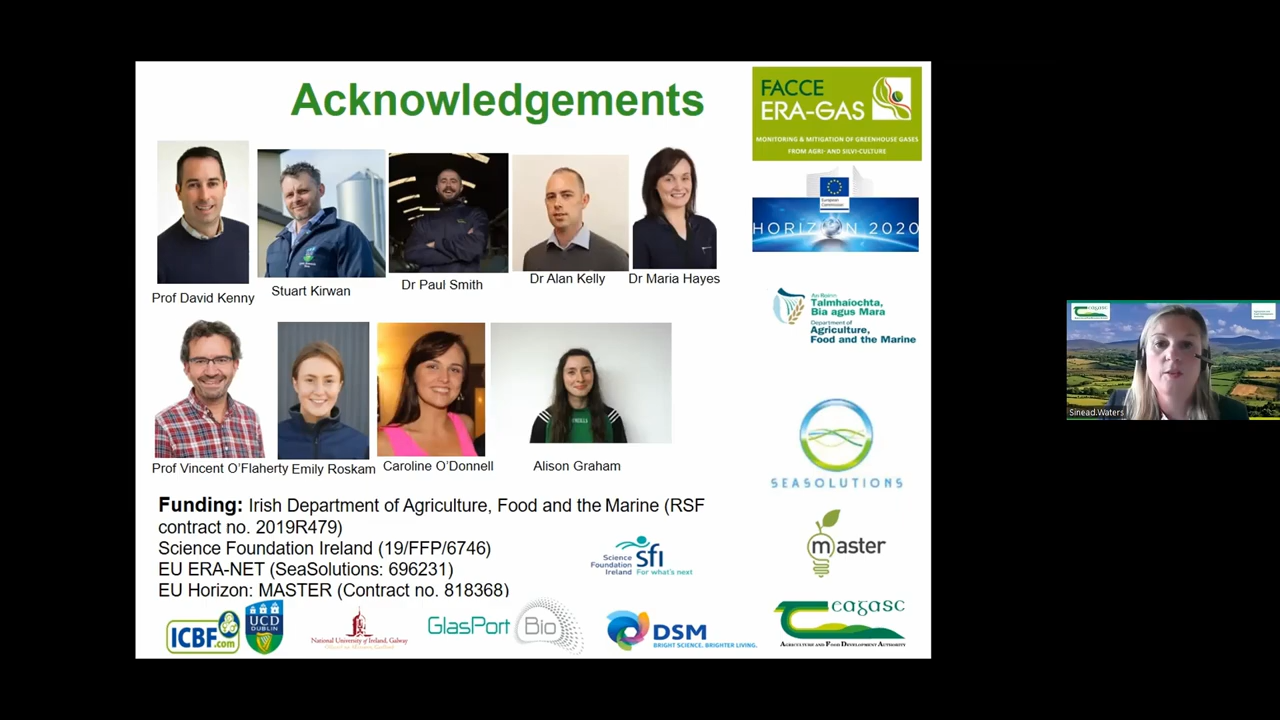 Acknowledgements
FACCE
ERA-GAS
MONITORING & MITIGATION OF GREENHOUSE GASES
FROM AGRI- AND SILVI-CULTURE
European
Commission
HORIZON 2020
Prof David Kenny
Stuart Kirwan
Dr Paul Smith
Dr Alan Kelly
Dr Maria Hayes
An Roinn
Talmhaíochta,
Bia agus Mara
Department of
Agriculture,
Food and the Marine
Teagasc
Sinead.Waters
Prof Vincent O'Flaherty
Emily Roskam
Caroline O'Donnell
Alison Graham
SEASOLUTIONS
Funding: Irish Department of Agriculture, Food and the Marine (RSF
contract no. 2019R479)
Science Foundation Ireland (19/FFP/6746)
EU ERA-NET (SeaSolutions: 696231)
EU Horizon: MASTER (Contract no. 818368)
Science
Foundation
Ireland
sfi
For what's next
master
ICBF
.com
UCD
DUBLIN
National University of Ireland, Galway
GlasPort Bio
DSM
BRIGHT SCIENCE. BRIGHTER LIVING.
Teagasc
AGRICULTURE AND FOOD DEVELOPMENT AUTHORITY